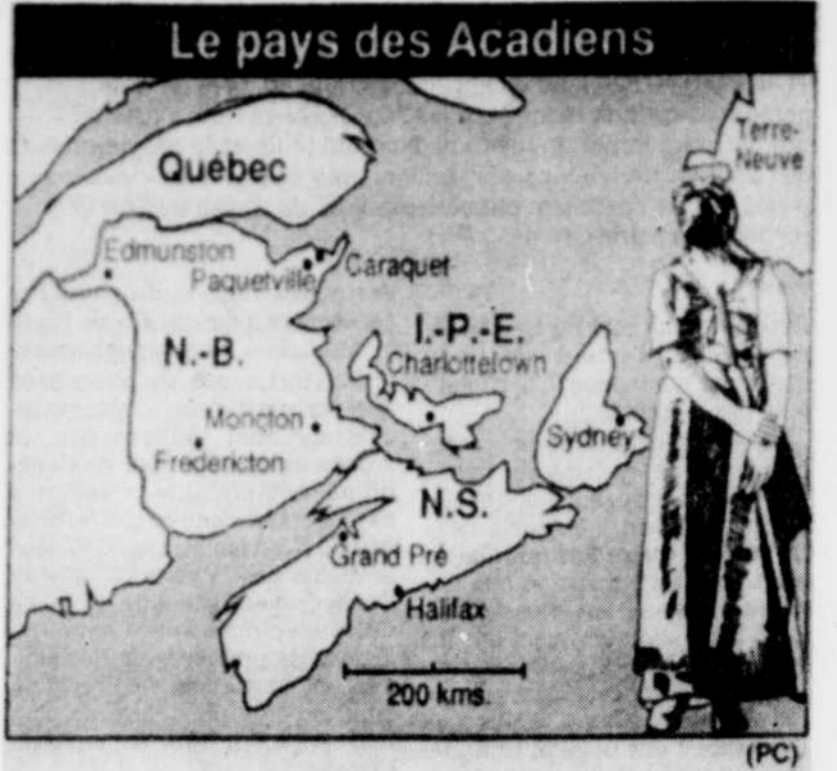 Le pays des Acadiens
Terre-
Neuve
Québec
Edmunston
Paquetville
Caraquet
I.-P.-E.
N.-B.
Charlottetown
Moncton
Sydney
Fredericton
N.S.
Grand Pré
Halifax
200 kms.
(PC)